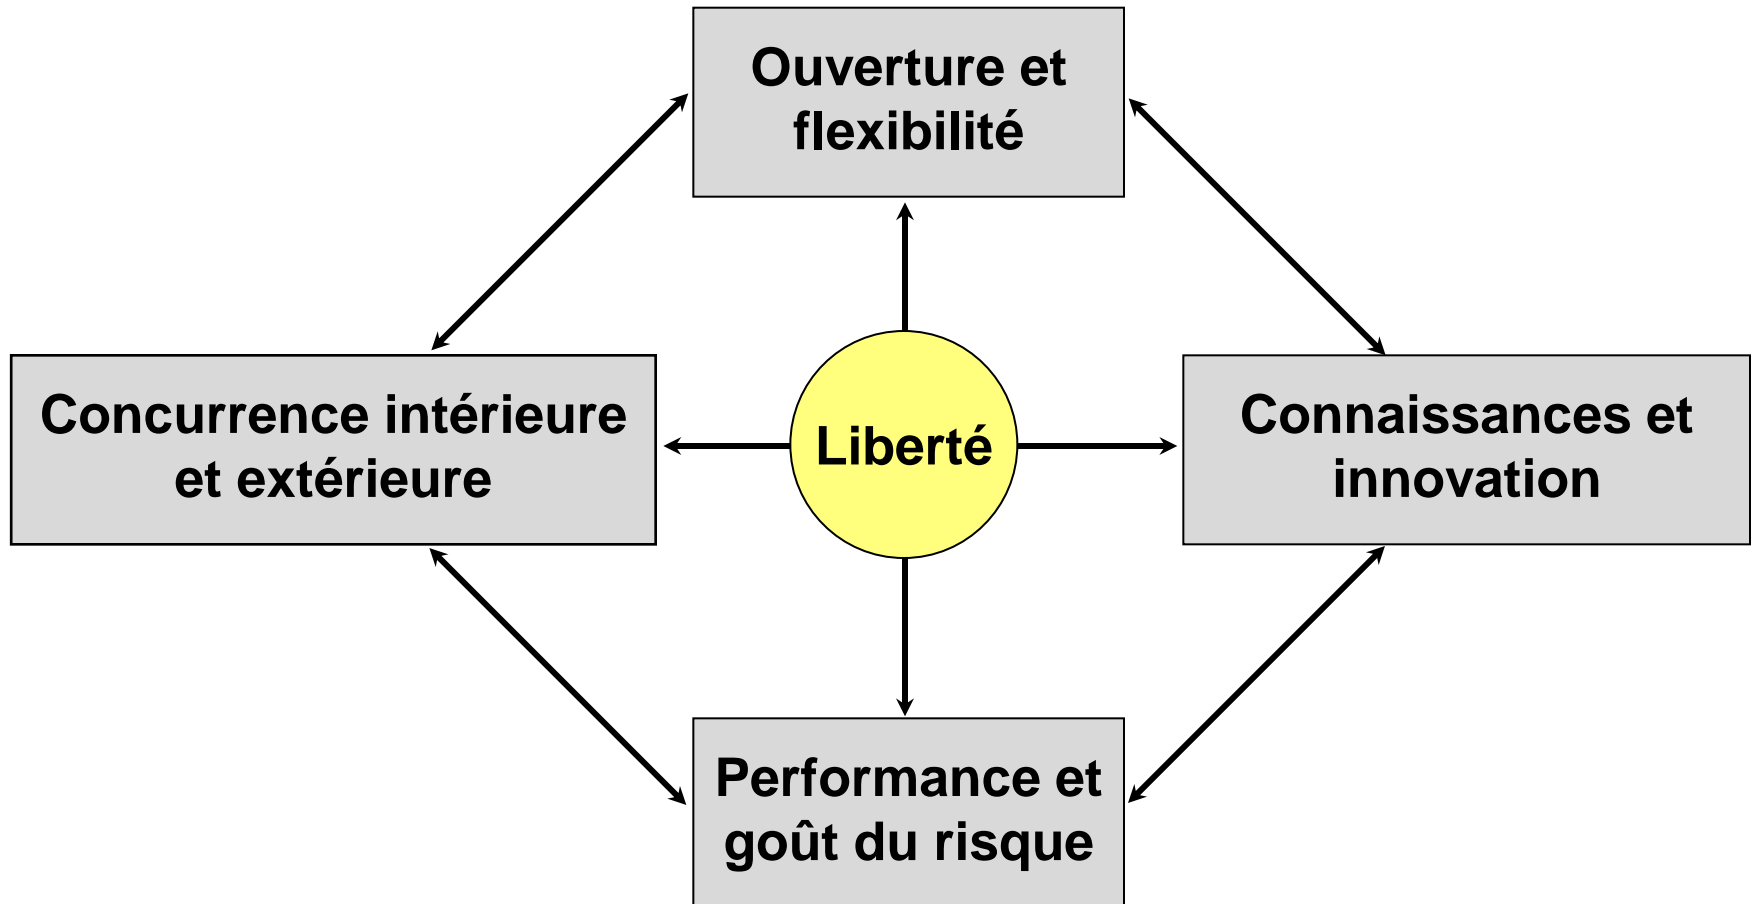 Ouverture et
flexibilité
Concurrence intérieure
et extérieure
Liberté
Connaissances et
innovation
Performance et
goût du risque